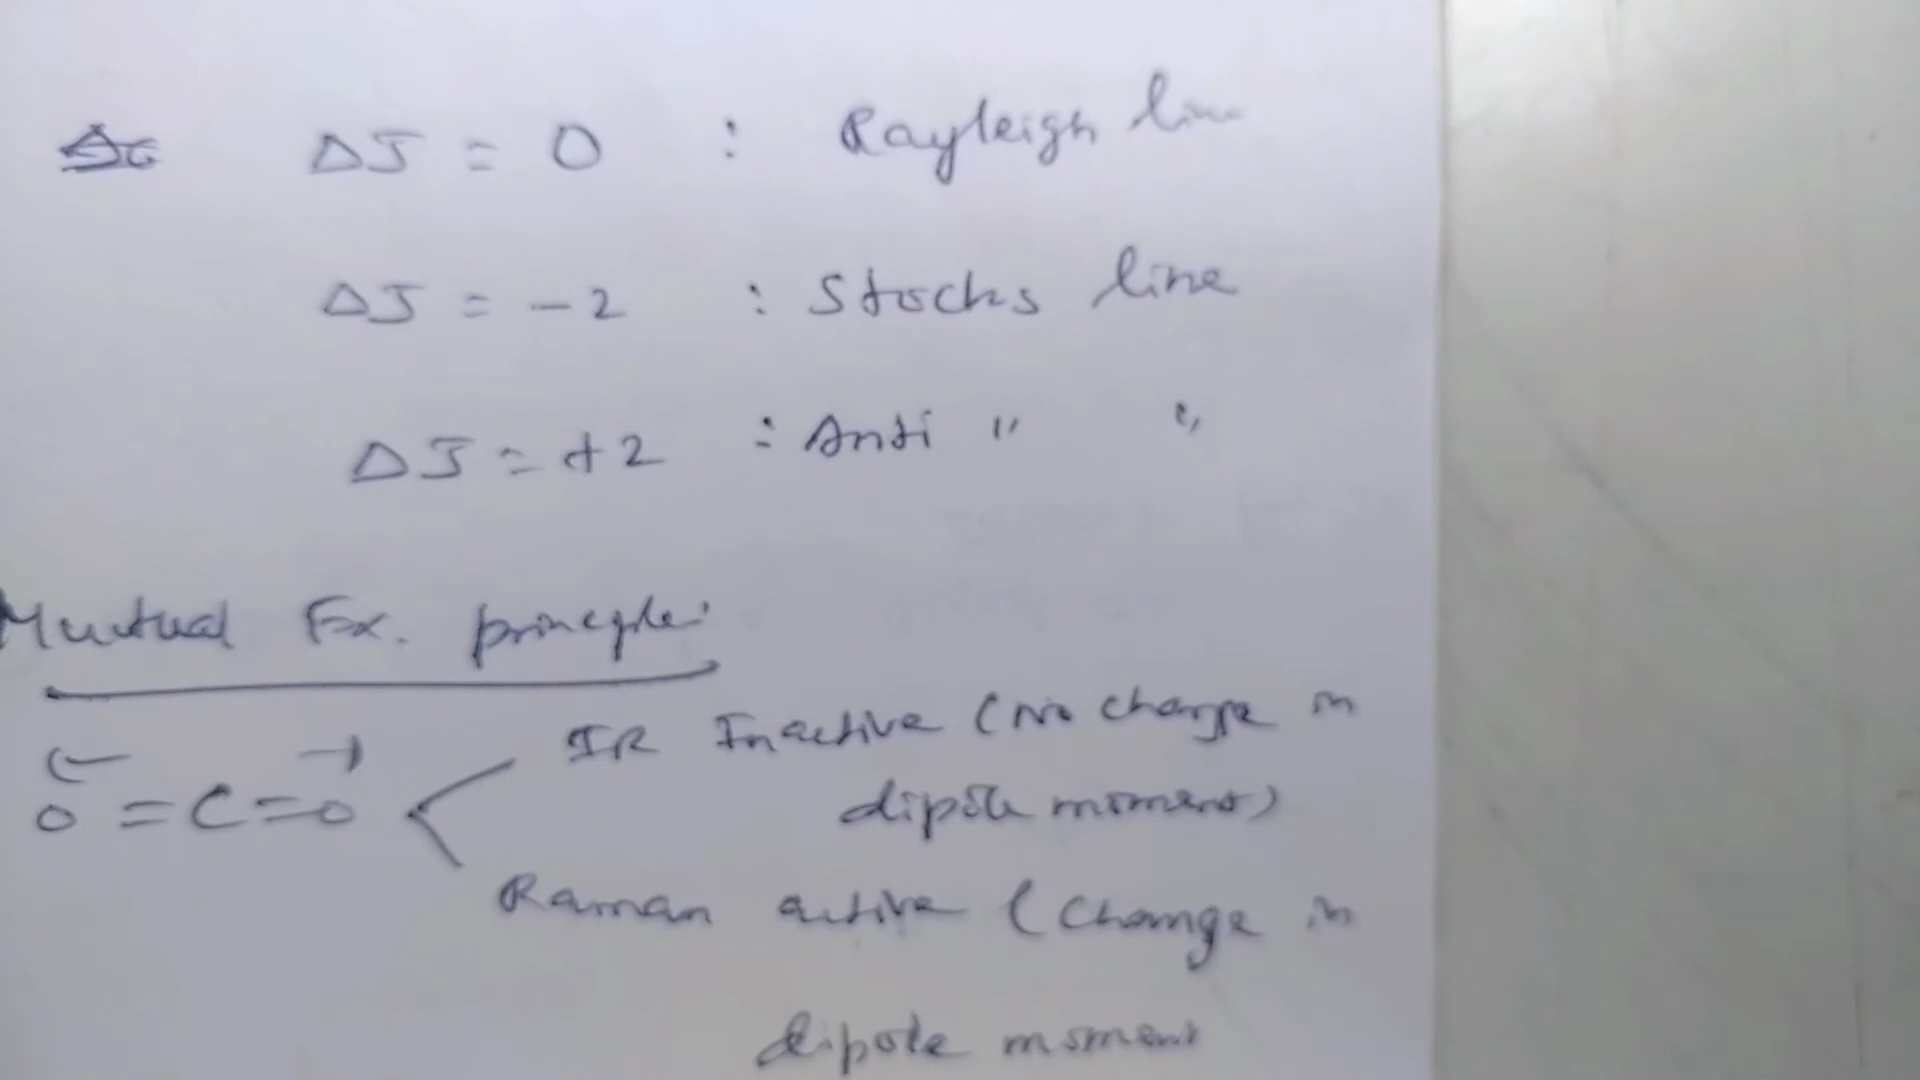 ΔJ = 0 : Rayleigh line
ΔJ = -2 : Stocks line
ΔJ = +2 : Anti " "
Mutual Ex. principle:
O = C = O
IR Inactive (No change in
dipole moment)
Raman active (Change in
dipole moment